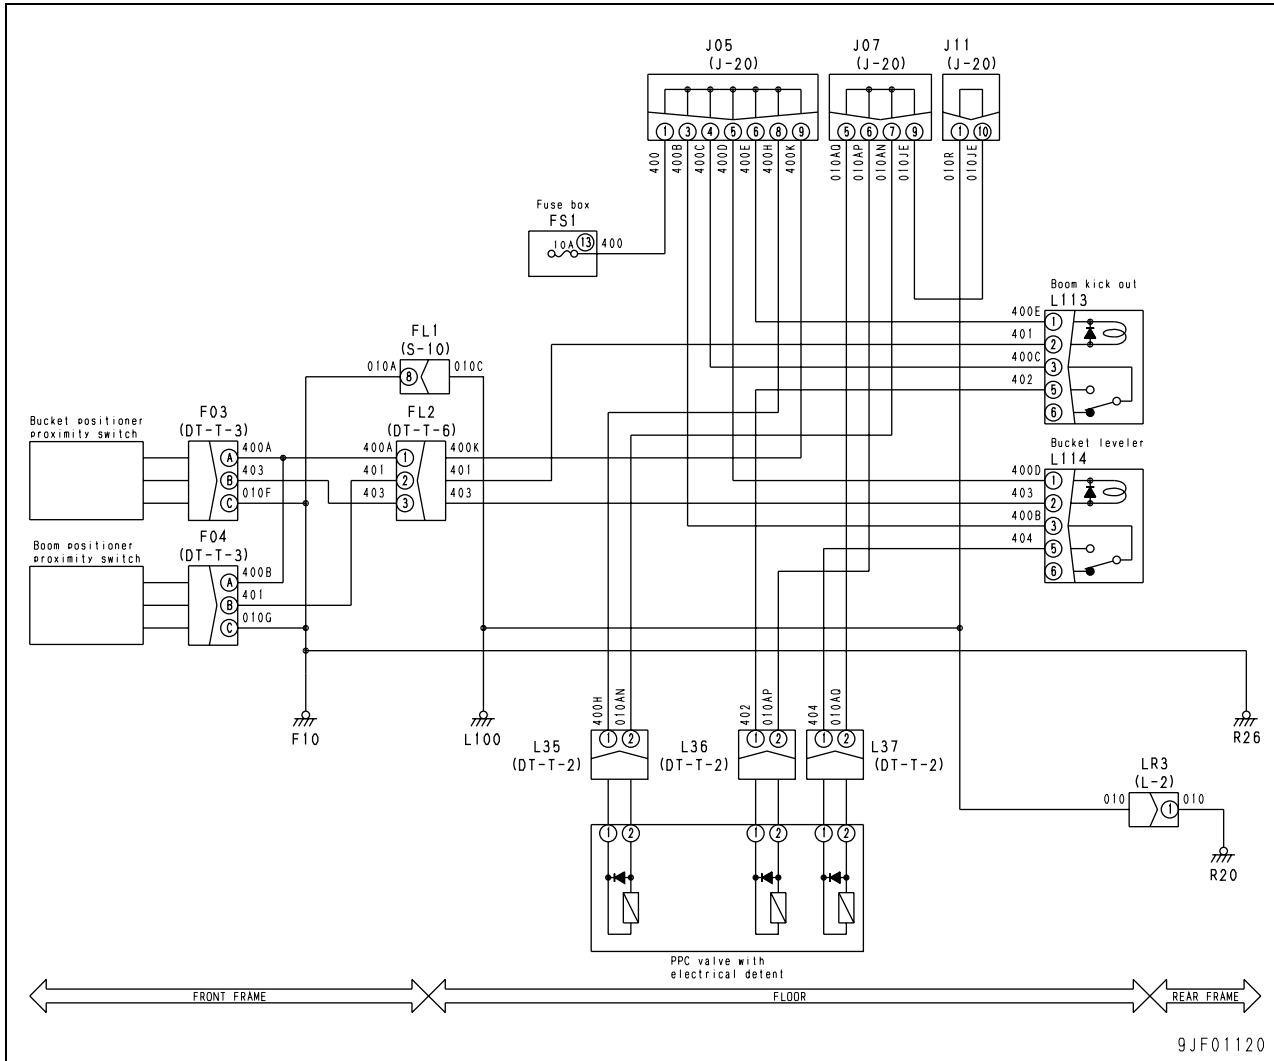 J05
(J-20)
J07
(J-20)
J11
(J-20)
1 3 4 5 6 8 9
5 6 7 9
1 10
400 400B 400C 400D 400E 400H 400K
010AQ 010AP 010AN 010JE
010R 010JE
Fuse box
FS1
10A 13 400
Boom kick out
L113
400E 1
401 2
400C 3
402 5
6
FL1
(S-10)
010A 8 010C
Bucket positioner
proximity switch
F03
(DT-T-3)
A 400A
B 403
C 010F
FL2
(DT-T-6)
400A 1 400K
401 2 401
403 3 403
Bucket leveler
L114
400D 1
403 2
400B 3
404 5
6
Boom positioner
proximity switch
F04
(DT-T-3)
A 400B
B 401
C 010G
F10
L100
R26
400H 010AN
402 010AP
404 010AQ
L35
(DT-T-2)
1 2
L36
(DT-T-2)
1 2
L37
(DT-T-2)
1 2
LR3
(L-2)
010 1 010
R20
1 2
1 2
1 2
PPC valve with
electrical detent
FRONT FRAME
FLOOR
REAR FRAME
9JF01120